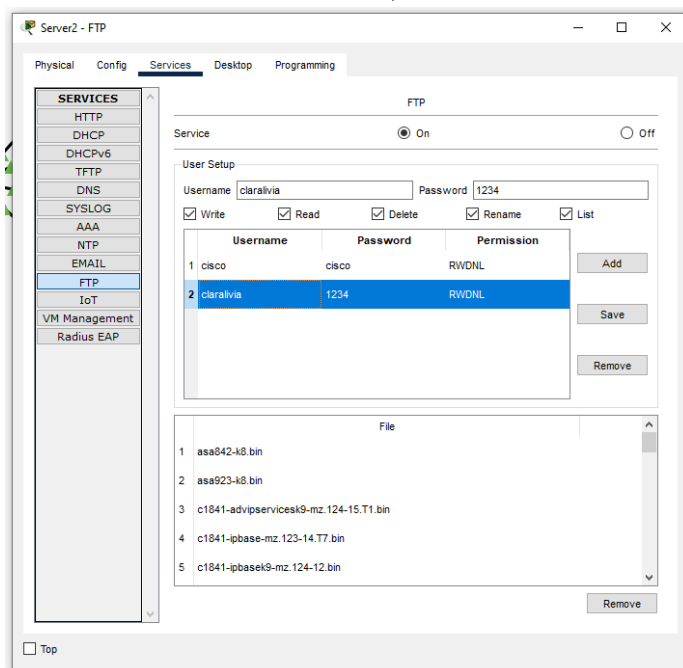 Server2 - FTP
Physical Config Services Desktop Programming
SERVICES
HTTP
DHCP
DHCPv6
TFTP
DNS
SYSLOG
AAA
NTP
EMAIL
FTP
IoT
VM Management
Radius EAP
FTP
Service On Off
User Setup
Username claralivia Password 1234
Write Read Delete Rename List
Username Password Permission
1 cisco cisco RWDNL
2 claralivia 1234 RWDNL
Add
Save
Remove
File
1 asa842-k8.bin
2 asa923-k8.bin
3 c1841-advipservicesk9-mz.124-15.T1.bin
4 c1841-ipbase-mz.123-14.T7.bin
5 c1841-ipbasek9-mz.124-12.bin
Remove
Top